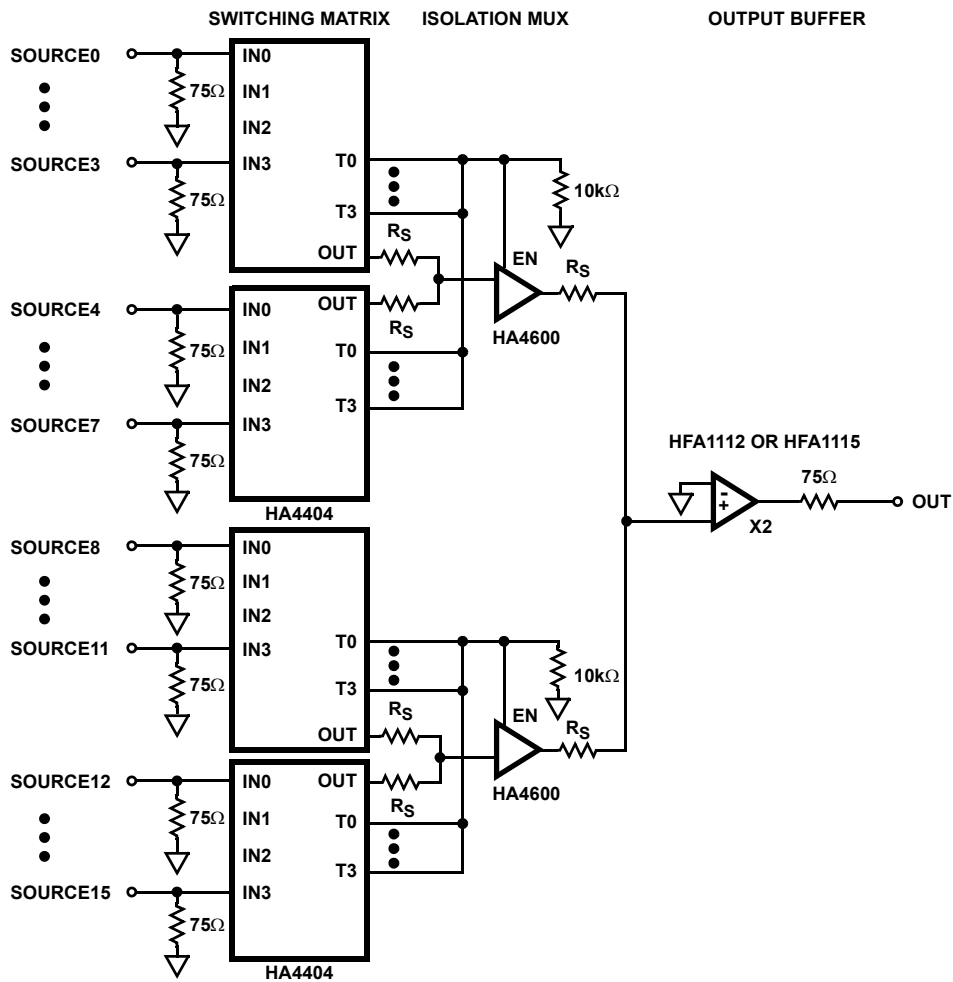 SWITCHING MATRIX
ISOLATION MUX
OUTPUT BUFFER
SOURCE0
75Ω
IN0
IN1
IN2
SOURCE3
75Ω
IN3
T0
T3
OUT
RS
10kΩ
EN
RS
HA4600
SOURCE4
75Ω
IN0
IN1
IN2
SOURCE7
75Ω
IN3
OUT
RS
T0
T3
HA4404
HFA1112 OR HFA1115
-
+
X2
75Ω
OUT
SOURCE8
75Ω
IN0
IN1
IN2
SOURCE11
75Ω
IN3
T0
T3
OUT
RS
10kΩ
EN
RS
HA4600
SOURCE12
75Ω
IN0
IN1
IN2
SOURCE15
75Ω
IN3
OUT
RS
T0
T3
HA4404